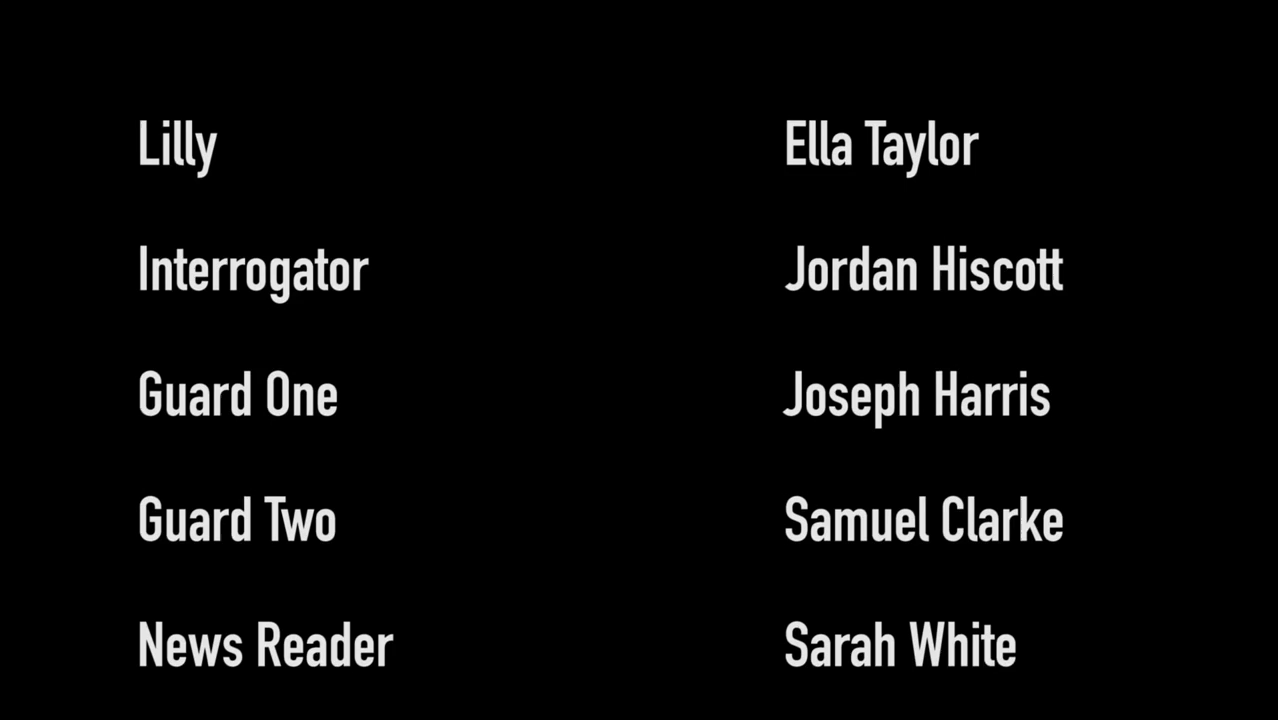 Lilly Ella Taylor
Interrogator Jordan Hiscott
Guard One Joseph Harris
Guard Two Samuel Clarke
News Reader Sarah White